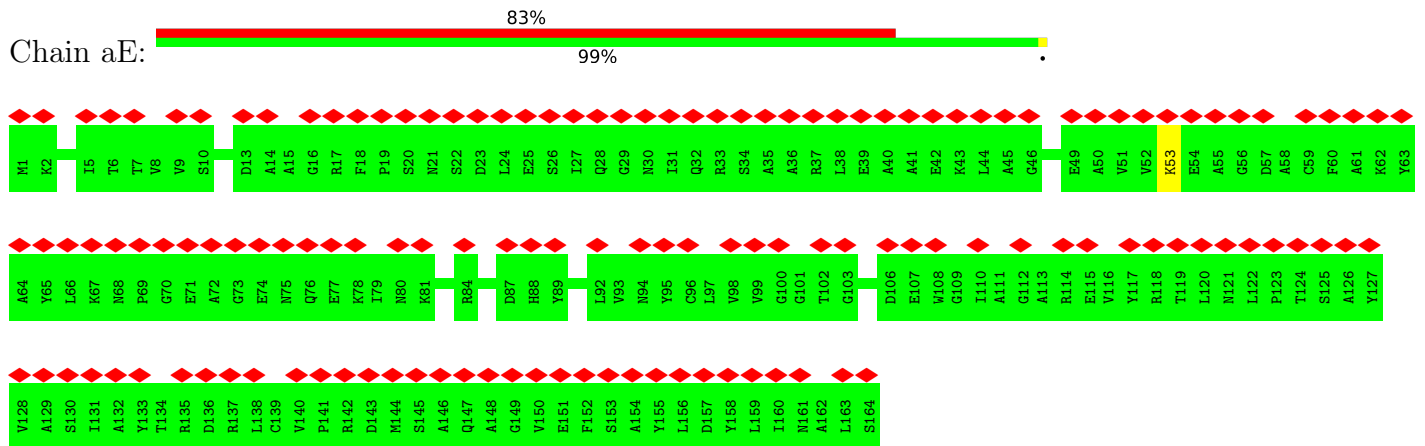 83%
Chain aE:
99%
.
M1 K2 I5 T6 T7 V8 V9 S10 D13 A14 A15 G16 R17 F18 P19 S20 N21 S22 D23 L24 E25 S26 I27 Q28 G29 N30 I31 Q32 R33 S34 A35 A36 R37 L38 E39 A40 A41 E42 K43 L44 A45 G46 E49 A50 V51 V52 K53 E54 A55 G56 D57 A58 C59 F60 A61 K62 Y63
A64 Y65 L66 K67 N68 P69 G70 E71 A72 G73 E74 N75 Q76 E77 K78 I79 N80 K81 R84 D87 H88 Y89 L92 V93 N94 Y95 C96 L97 V98 V99 G100 G101 T102 G103 D106 E107 W108 G109 I110 A111 G112 A113 R114 E115 V116 Y117 R118 T119 L120 N121 L122 P123 T124 S125 A126 Y127
V128 A129 S130 I131 A132 Y133 T134 R135 D136 R137 L138 C139 V140 P141 R142 D143 M144 S145 A146 Q147 A148 G149 V150 E151 F152 S153 A154 Y155 L156 D157 Y158 L159 I160 N161 A162 L163 S164